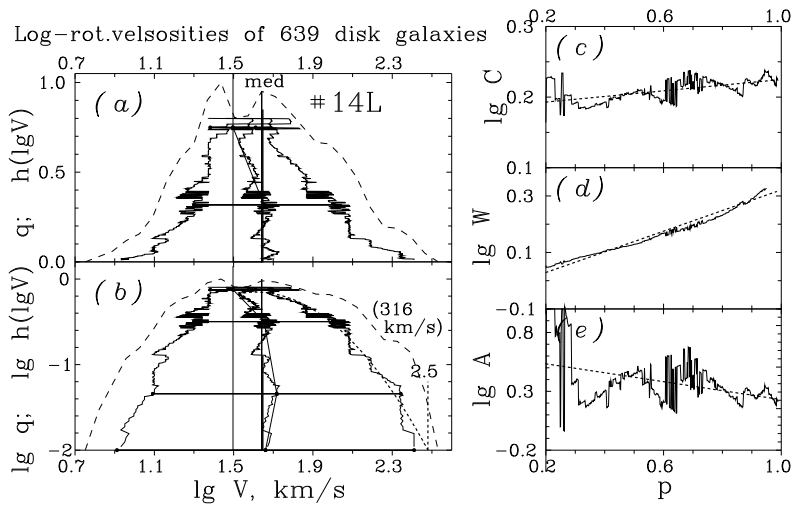 Log-rot.velsosities of 639 disk galaxies
0.7 1.1 1.5 1.9 2.3
med
(a) #14L
1.0
0.5
0.0
q; h(lgV)
(b)
(316
km/s)
2.5
0
-1
-2
lg q; lg h(lgV)
0.7 1.1 1.5 1.9 2.3
lg V, km/s
0.2 0.6 1.0
0.3
0.2
0.1
lg C
(c)
0.3
0.1
-0.1
lg W
(d)
0.8
0.3
-0.2
lg A
e)
0.2 0.6 1.0
p